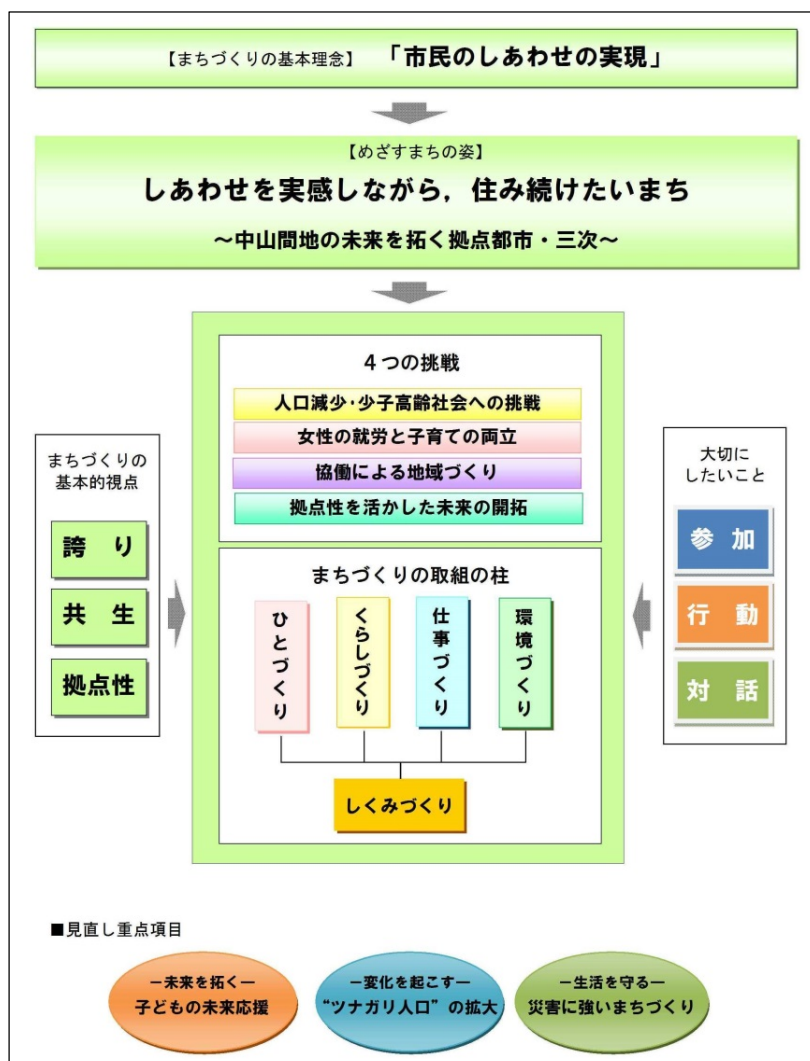 【まちづくりの基本理念】 「市民のしあわせの実現」
【めざすまちの姿】
しあわせを実感しながら，住み続けたいまち
～中山間地の未来を拓く拠点都市・三次～
まちづくりの
基本的視点
誇り
共生
拠点性
4つの挑戦
人口減少・少子高齢社会への挑戦
女性の就労と子育ての両立
協働による地域づくり
拠点性を活かした未来の開拓
まちづくりの取組の柱
ひとづくり
くらしづくり
仕事づくり
環境づくり
しくみづくり
大切に
したいこと
参加
行動
対話
■見直し重点項目
－未来を拓く－
子どもの未来応援
－変化を起こす－
“ツナガリ人口”の拡大
－生活を守る－
災害に強いまちづくり